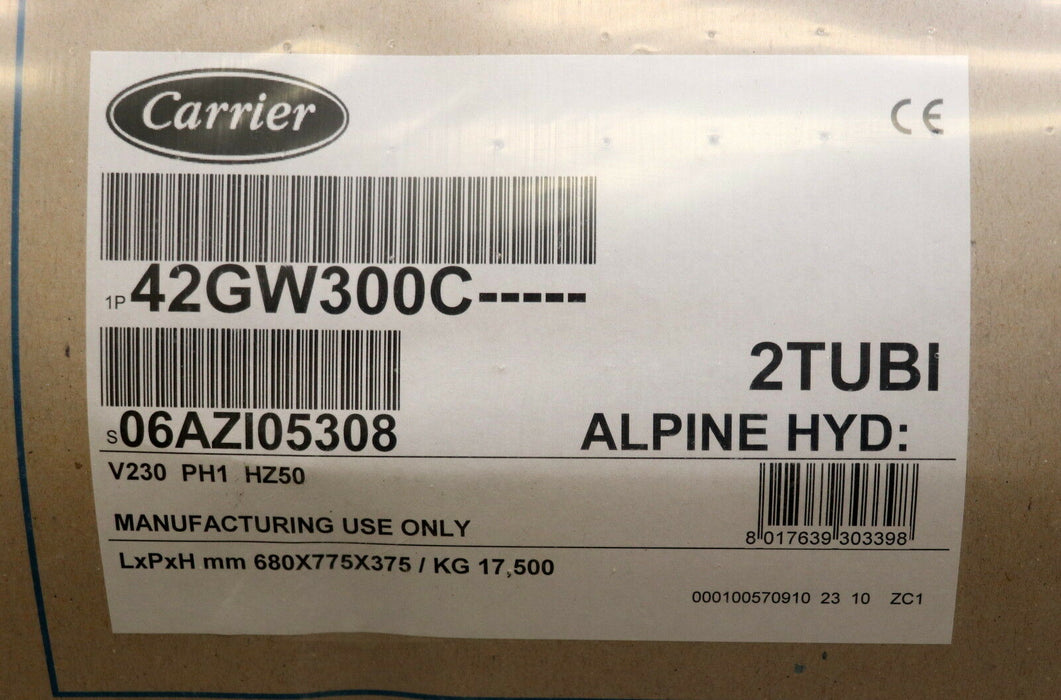 Carrier
CE
1P 42GW300C-----
2TUBI
S 06AZI05308
ALPINE HYD:
V230 PH1 HZ50
MANUFACTURING USE ONLY
8 017639 303398
LxPxH mm 680X775X375 / KG 17,500
000100570910 23 10 ZC1